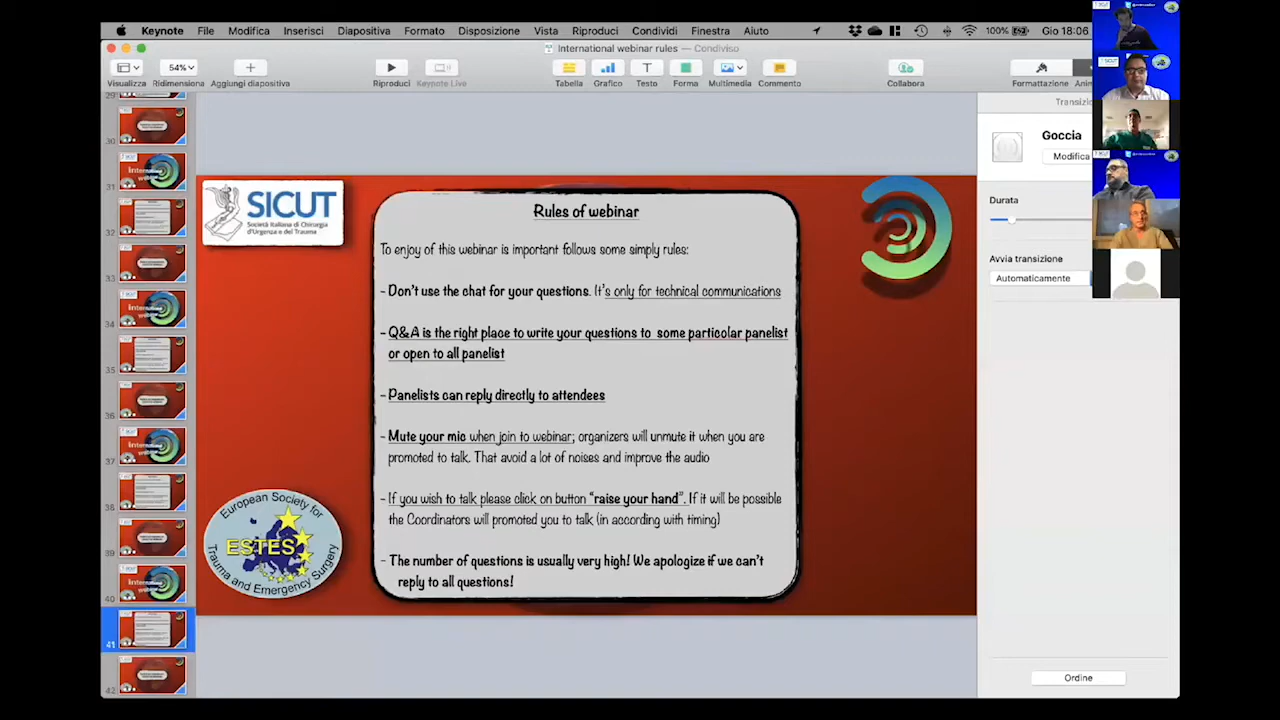 Keynote File Modifica Inserisci Diapositiva Formato Disposizione Vista Riproduci Condividi Finestra Aiuto 100% Gio 18:06
International webinar rules — Condiviso
54%
Visualizza Ridimensiona Aggiungi diapositiva Riproduci Keynote Live Tabella Grafico Testo Forma Multimedia Commento Collabora Formattazione
Goccia
Modifica
Durata
Avvia transizione
Automaticamente
Ordine
30
31
32
33
34
35
36
37
38
39
40
41
42
SICUT
Società Italiana di Chirurgia
d'Urgenza e del Trauma
Rules of webinar
To enjoy of this webinar is important follows some simply rules:
- Don't use the chat for your questions. It's only for technical communications
- Q&A is the right place to write your questions to some particolar panelist
or open to all panelist
- Panelists can reply directly to attendees
- Mute your mic when join to webinar; organizers will unmute it when you are
promoted to talk. That avoid a lot of noises and improve the audio
- If you wish to talk please click on button "raise your hand". If it will be possible
the Coordinators will promoted you to talk (in according with timing)
- The number of questions is usually very high! We apologize if we can't
reply to all questions!
European Society for
ESTES
Trauma and Emergency Surgery